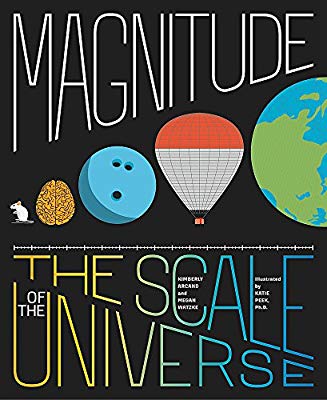 MAGNITUDE
THE SCALE
OF THE
UNIVERSE
KIMBERLY
ARCAND
and
MEGAN
WATZKE
Illustrated
by
KATIE
PEEK,
Ph.D.